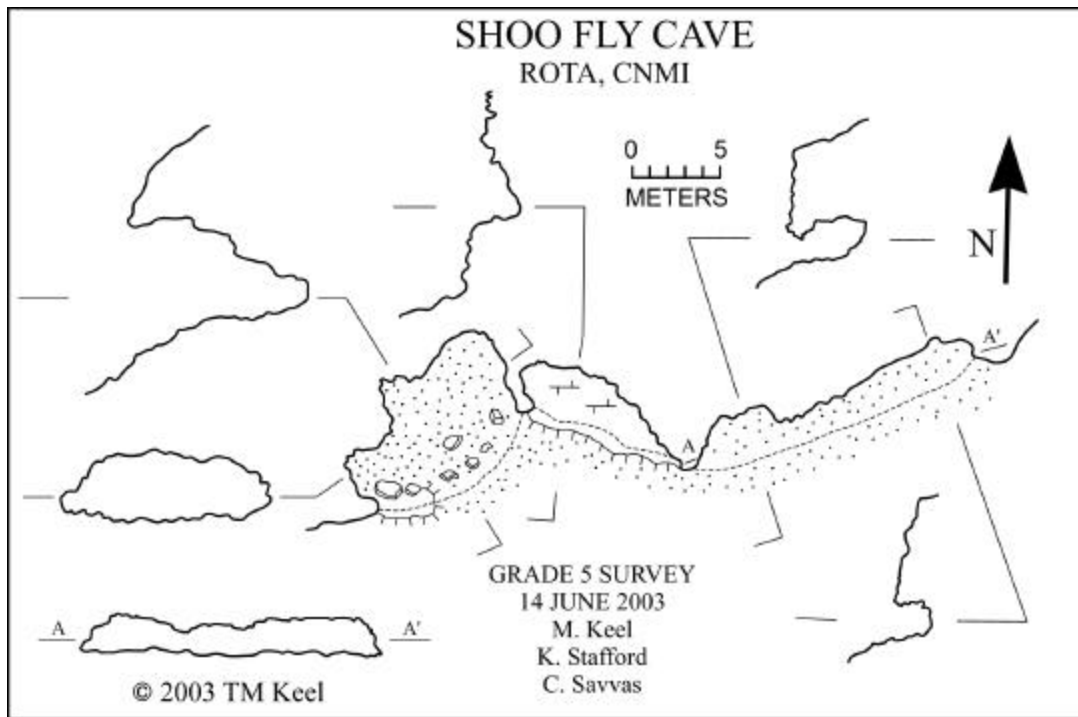 SHOO FLY CAVE
ROTA, CNMI
0 5
METERS
N
A'
A
GRADE 5 SURVEY
14 JUNE 2003
M. Keel
K. Stafford
C. Savvas
A A'
© 2003 TM Keel